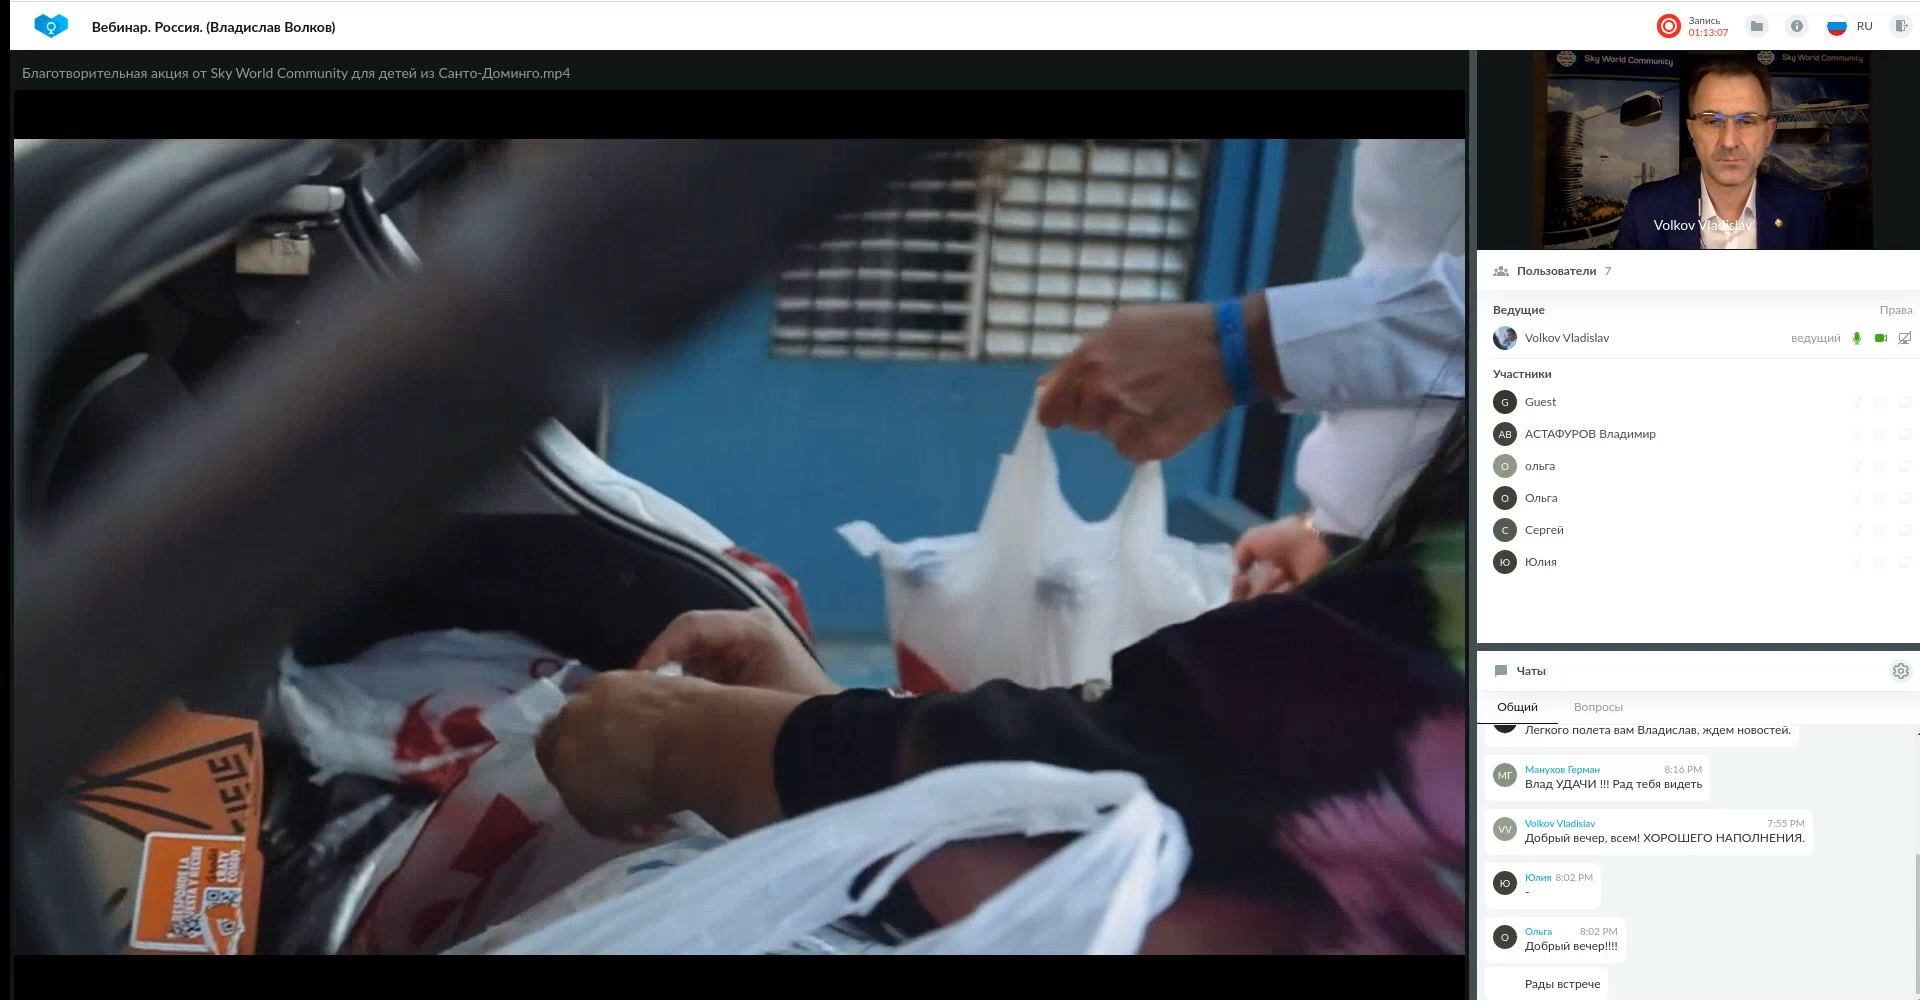 Вебинар. Россия. (Владислав Волков)
Запись
01:13:07
RU
Благотворительная акция от Sky World Community для детей из Санто-Доминго.mp4
Sky World Community
Sky World Community
Volkov Vladislav
Пользователи 7
Ведущие Права
Volkov Vladislav ведущий
Участники
G Guest
АВ АСТАФУРОВ Владимир
О ольга
О Ольга
С Сергей
Ю Юлия
Чаты
Общий Вопросы
Легкого полета вам Владислав, ждем новостей.
МГ Манухов Герман 8:16 PM
Влад УДАЧИ !!! Рад тебя видеть
VV Volkov Vladislav 7:55 PM
Добрый вечер, всем! ХОРОШЕГО НАПОЛНЕНИЯ.
Ю Юлия 8:02 PM
-
О Ольга 8:02 PM
Добрый вечер!!!!
Рады встрече